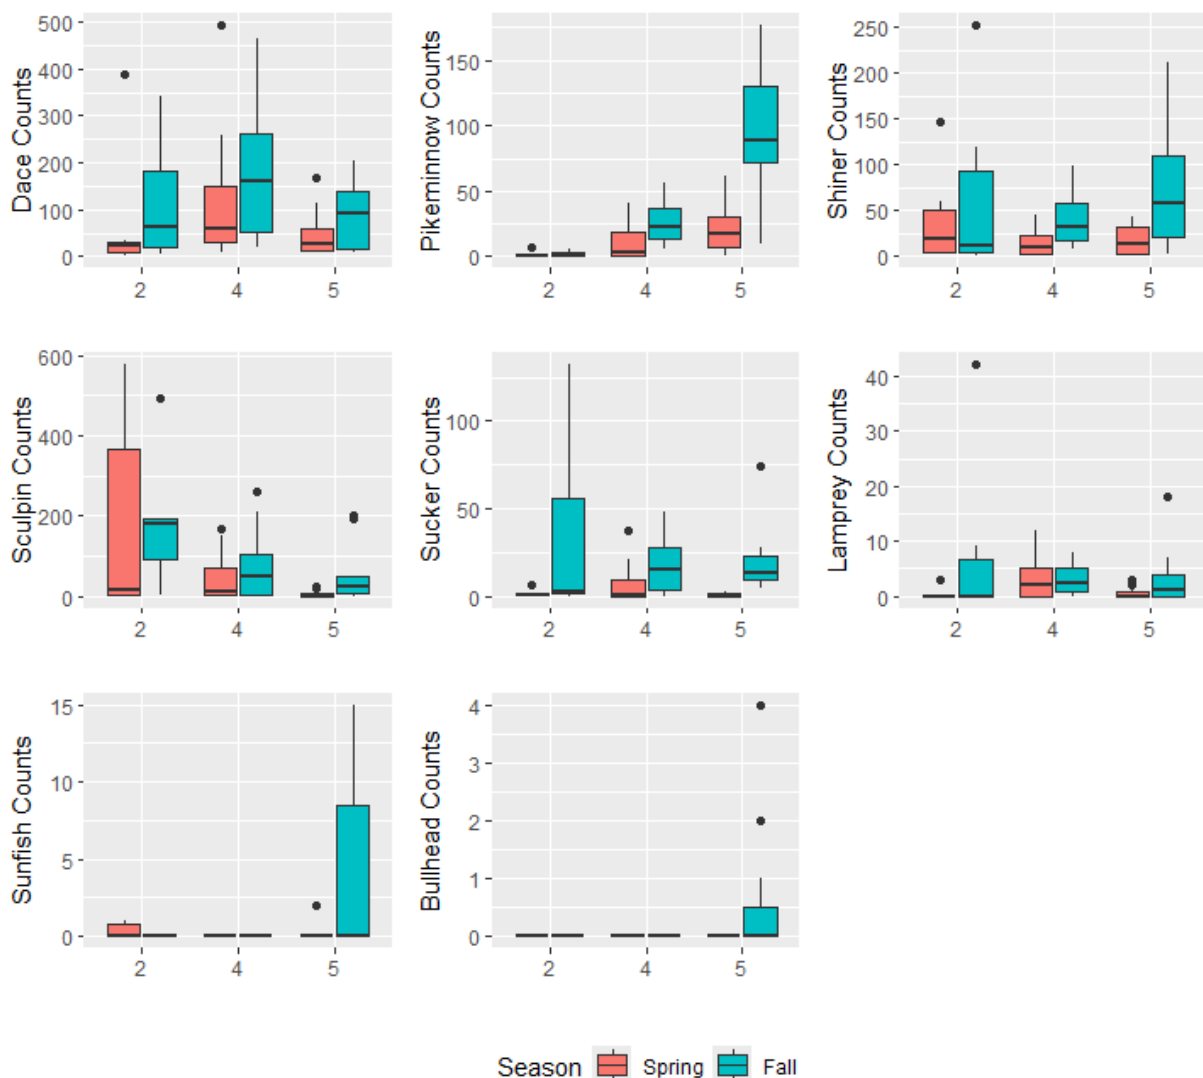 Dace Counts
500
400
300
200
100
0
2 4 5
Pikeminnow Counts
150
100
50
0
2 4 5
Shiner Counts
250
200
150
100
50
0
2 4 5
Sculpin Counts
600
400
200
0
2 4 5
Sucker Counts
100
50
0
2 4 5
Lamprey Counts
40
30
20
10
0
2 4 5
Sunfish Counts
15
10
5
0
2 4 5
Bullhead Counts
4
3
2
1
0
2 4 5
Season Spring Fall